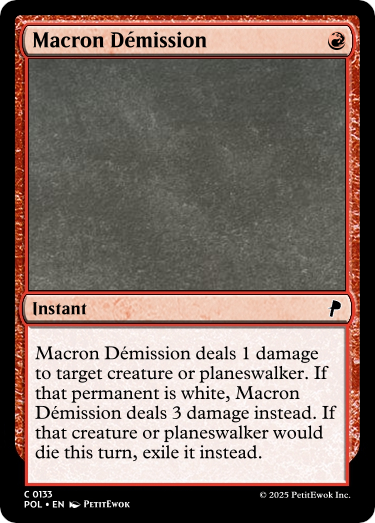 Macron Démission
Instant
Macron Démission deals 1 damage
to target creature or planeswalker. If
that permanent is white, Macron
Démission deals 3 damage instead. If
that creature or planeswalker would
die this turn, exile it instead.
C 0133
POL • EN PetitEwok
© 2025 PetitEwok Inc.